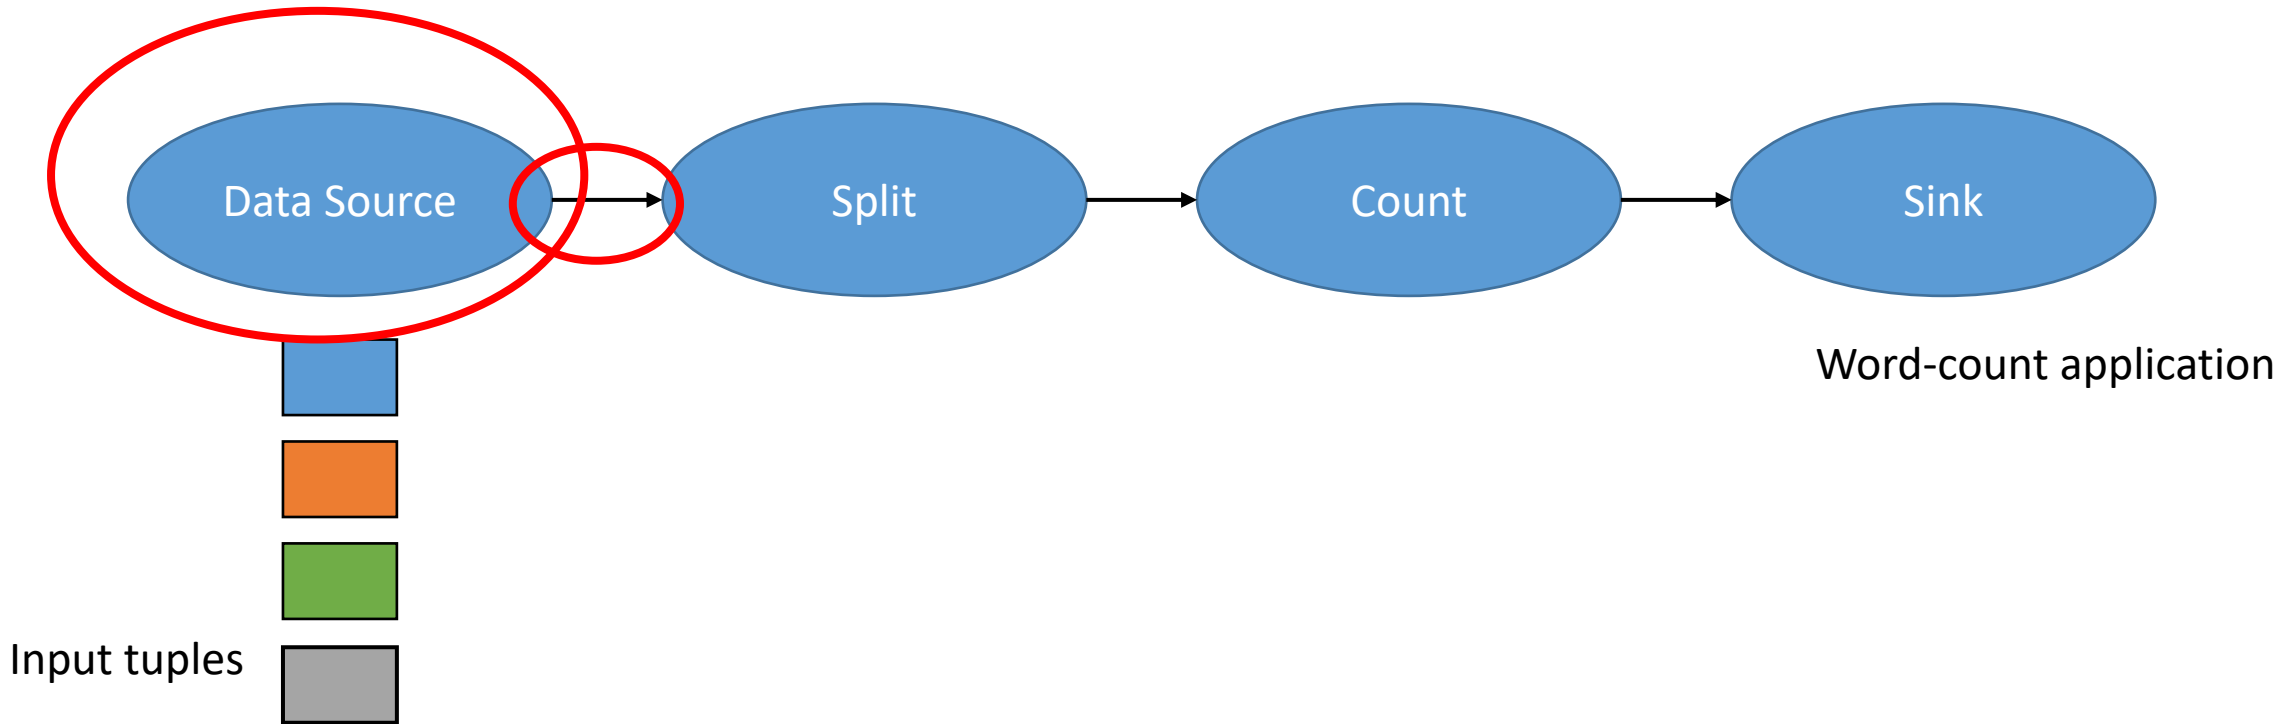 Data Source
Split
Count
Sink
Word-count application
Input tuples